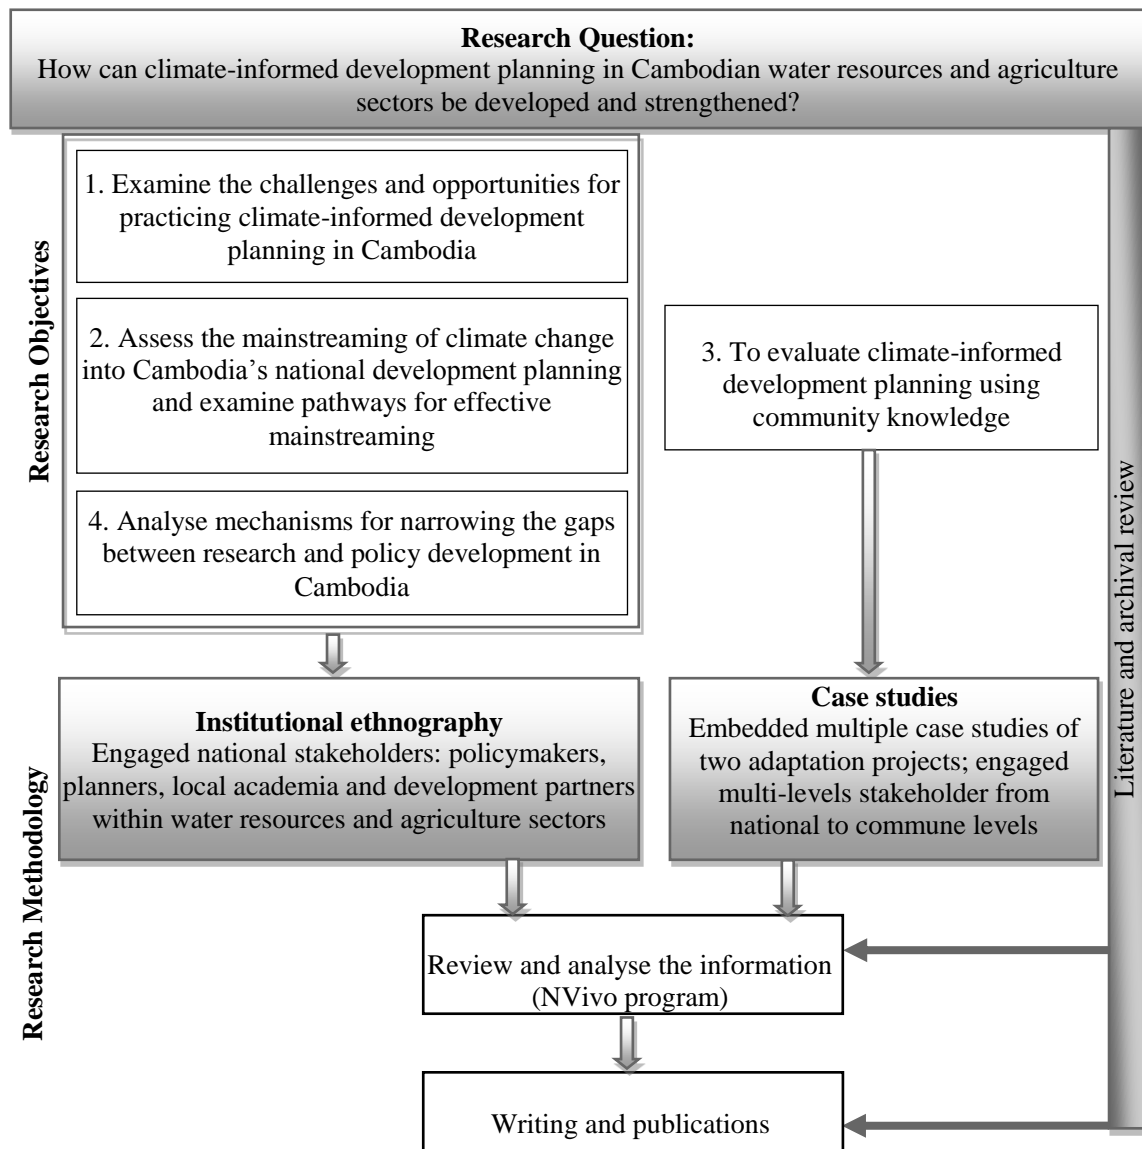 Research Question:
How can climate-informed development planning in Cambodian water resources and agriculture
sectors be developed and strengthened?
Research Objectives
1. Examine the challenges and opportunities for
practicing climate-informed development
planning in Cambodia
2. Assess the mainstreaming of climate change
into Cambodia’s national development planning
and examine pathways for effective
mainstreaming
4. Analyse mechanisms for narrowing the gaps
between research and policy development in
Cambodia
3. To evaluate climate-informed
development planning using
community knowledge
Literature and archival review
Research Methodology
Institutional ethnography
Engaged national stakeholders: policymakers,
planners, local academia and development partners
within water resources and agriculture sectors
Case studies
Embedded multiple case studies of
two adaptation projects; engaged
multi-levels stakeholder from
national to commune levels
Review and analyse the information
(NVivo program)
Writing and publications